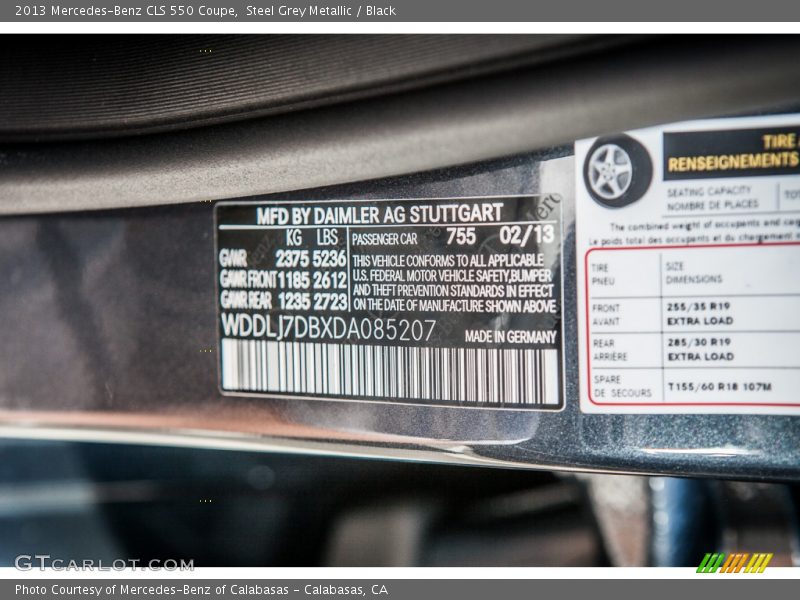 2013 Mercedes-Benz CLS 550 Coupe, Steel Grey Metallic / Black
MFD BY DAIMLER AG STUTTGART
KG LBS PASSENGER CAR 755 02/13
GVWR 2375 5236
GAWR FRONT 1185 2612
GAWR REAR 1235 2723
THIS VEHICLE CONFORMS TO ALL APPLICABLE
U.S. FEDERAL MOTOR VEHICLE SAFETY, BUMPER
AND THEFT PREVENTION STANDARDS IN EFFECT
ON THE DATE OF MANUFACTURE SHOWN ABOVE
WDDLJ7DBXDA085207
MADE IN GERMANY
TIRE
RENSEIGNEMENTS
SEATING CAPACITY
NOMBRE DE PLACES
The combined weight of occupants and
Le poids total des occupants et du chargement
TIRE SIZE
PNEU DIMENSIONS
FRONT 255/35 R19
AVANT EXTRA LOAD
REAR 285/30 R19
ARRIÈRE EXTRA LOAD
SPARE
DE SECOURS
T155/60 R18 107M
GTCARLOT.COM
Photo Courtesy of Mercedes-Benz of Calabasas - Calabasas, CA